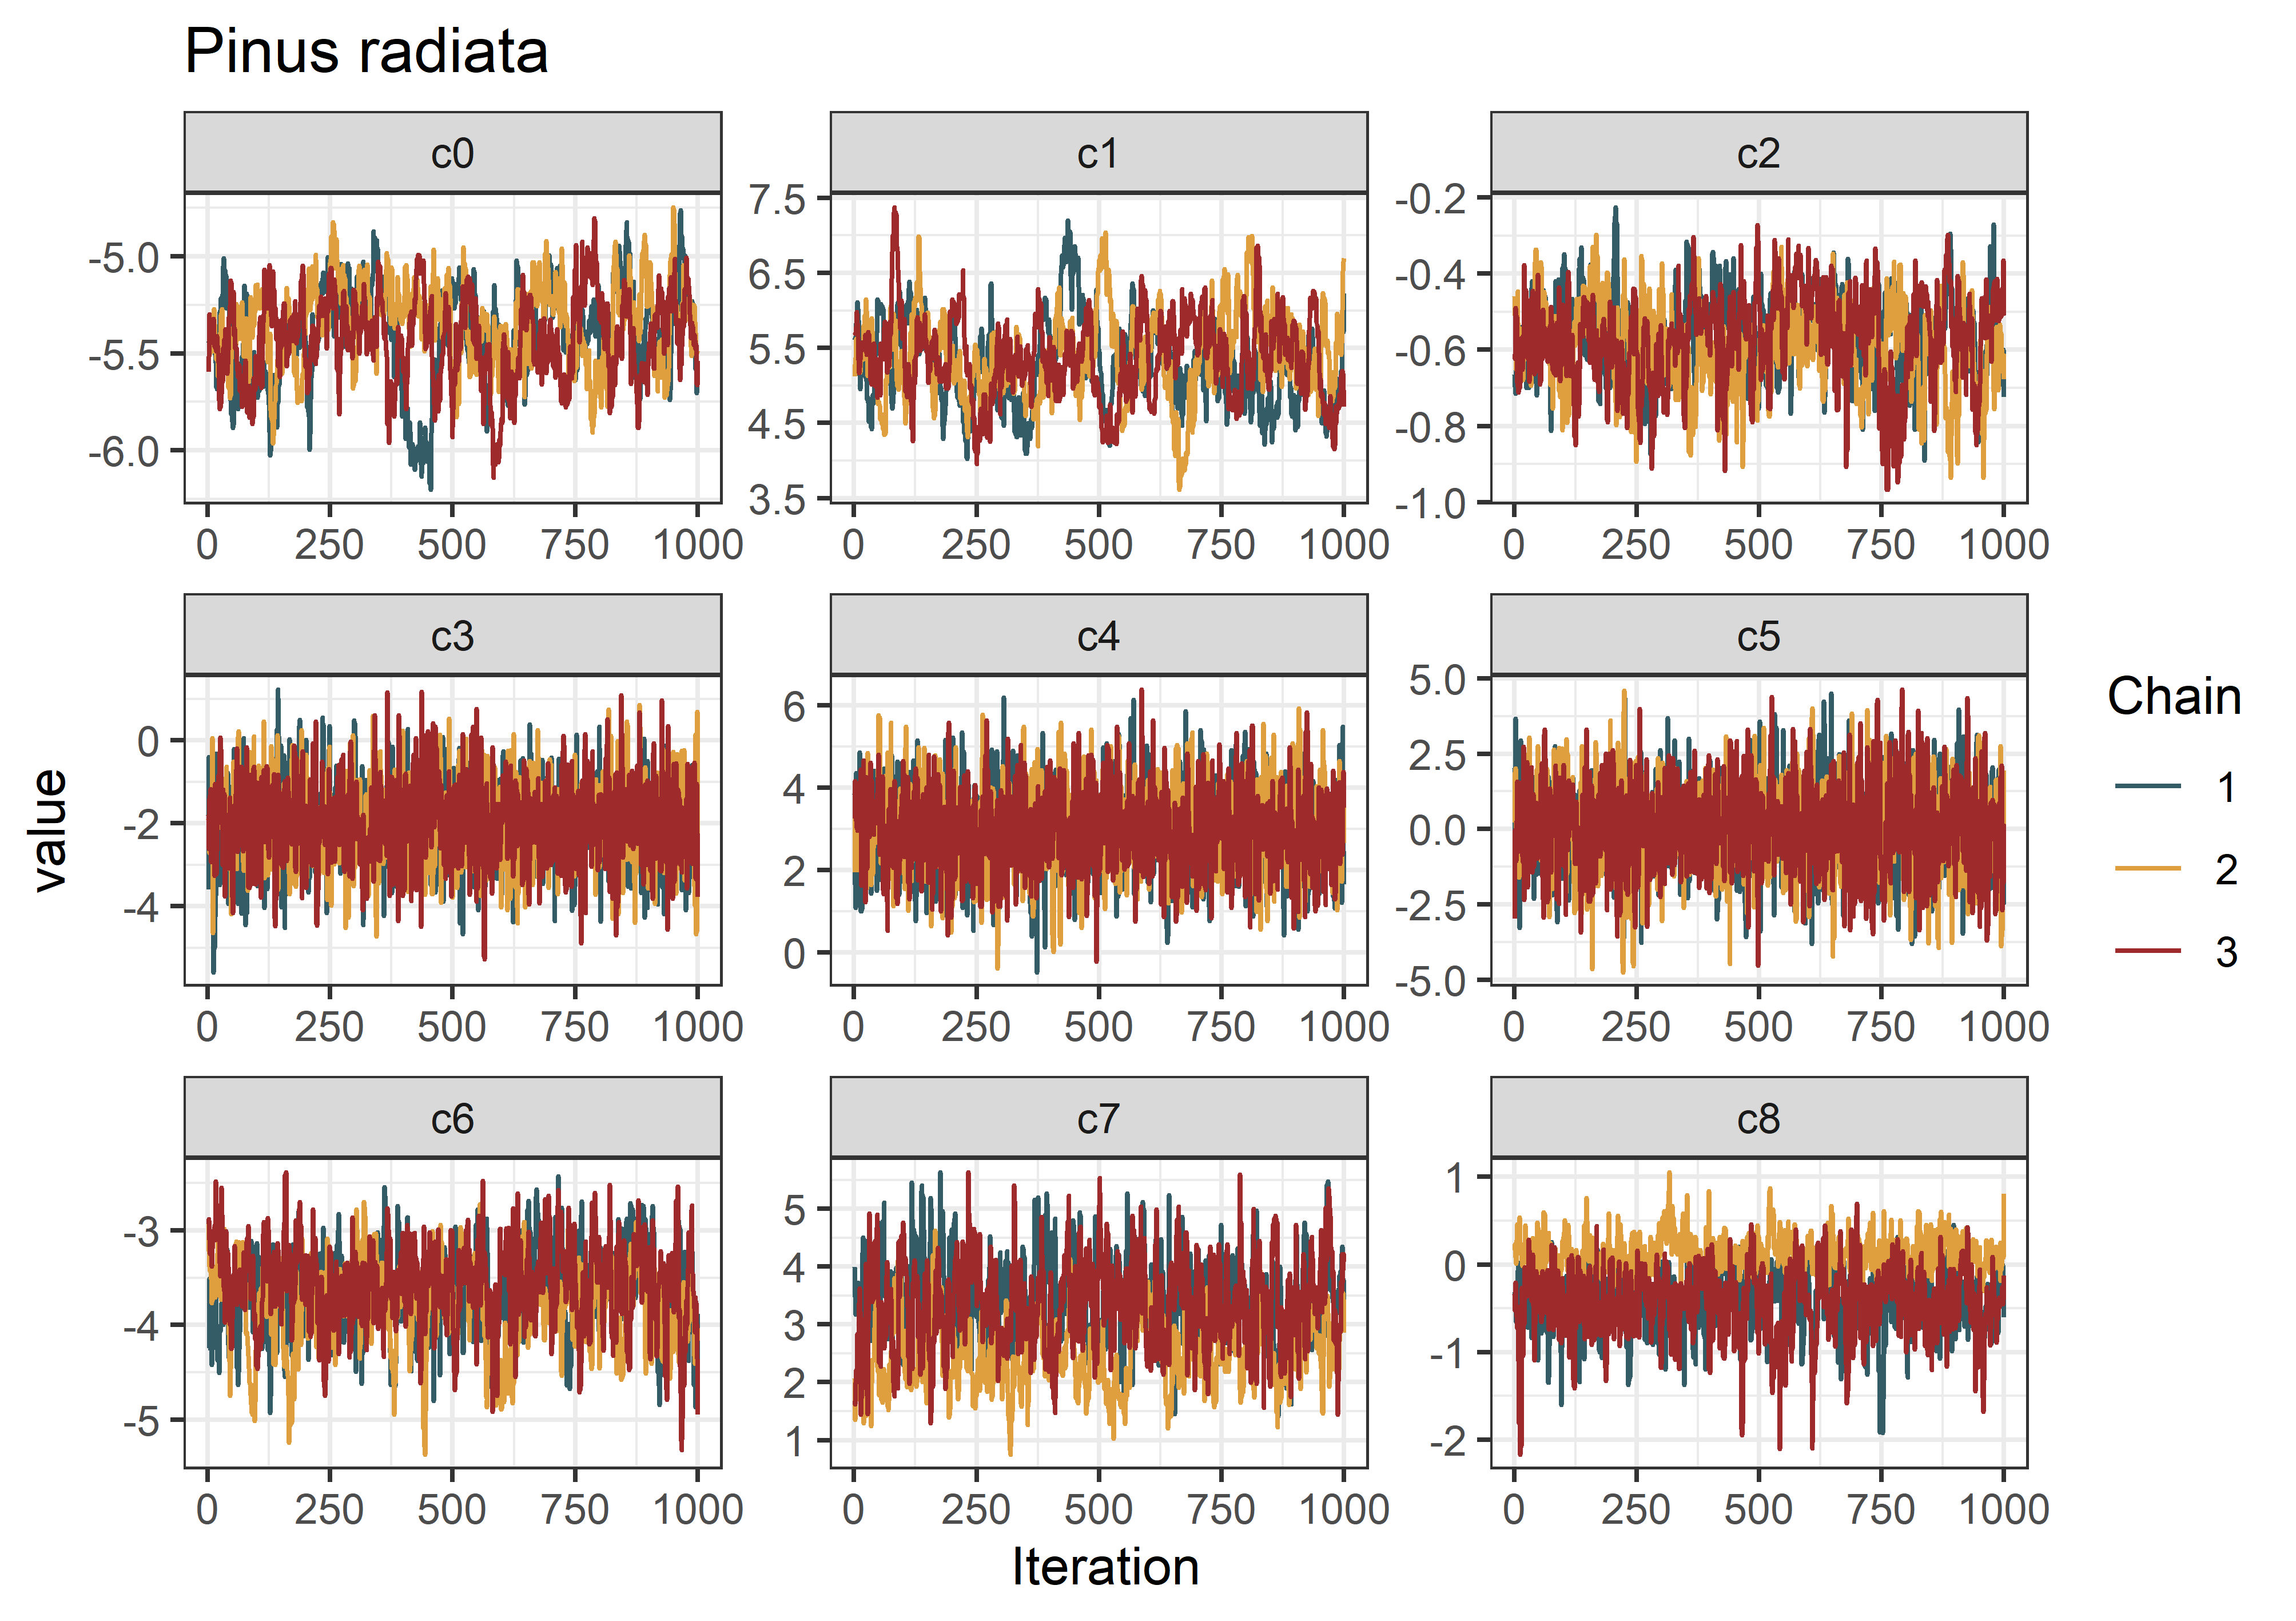 Pinus radiata
c0 c1 c2
-5.0 -5.5 -6.0
7.5 6.5 5.5 4.5 3.5
-0.2 -0.4 -0.6 -0.8 -1.0
0 250 500 750 1000 0 250 500 750 1000 0 250 500 750 1000
c3 c4 c5
0 -2 -4
6 4 2 0
5.0 2.5 0.0 -2.5 -5.0
0 250 500 750 1000 0 250 500 750 1000 0 250 500 750 1000
c6 c7 c8
-3 -4 -5
5 4 3 2 1
1 0 -1 -2
0 250 500 750 1000 0 250 500 750 1000 0 250 500 750 1000
value
Iteration
Chain
1
2
3